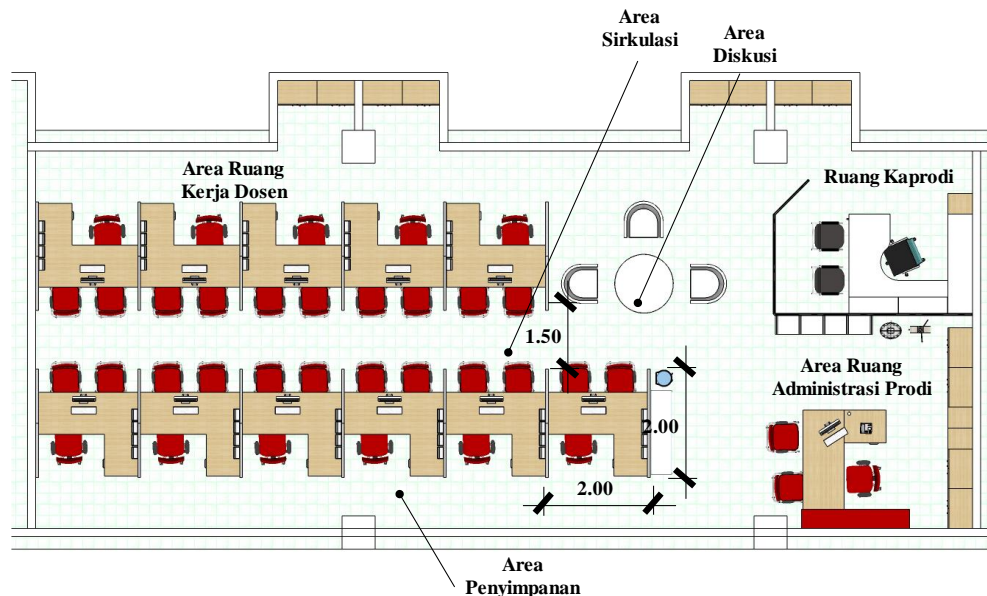 Area
Sirkulasi
Area
Diskusi
Area Ruang
Kerja Dosen
Ruang Kaprodi
1.50
Area Ruang
Administrasi Prodi
2.00
2.00
Area
Penyimpanan